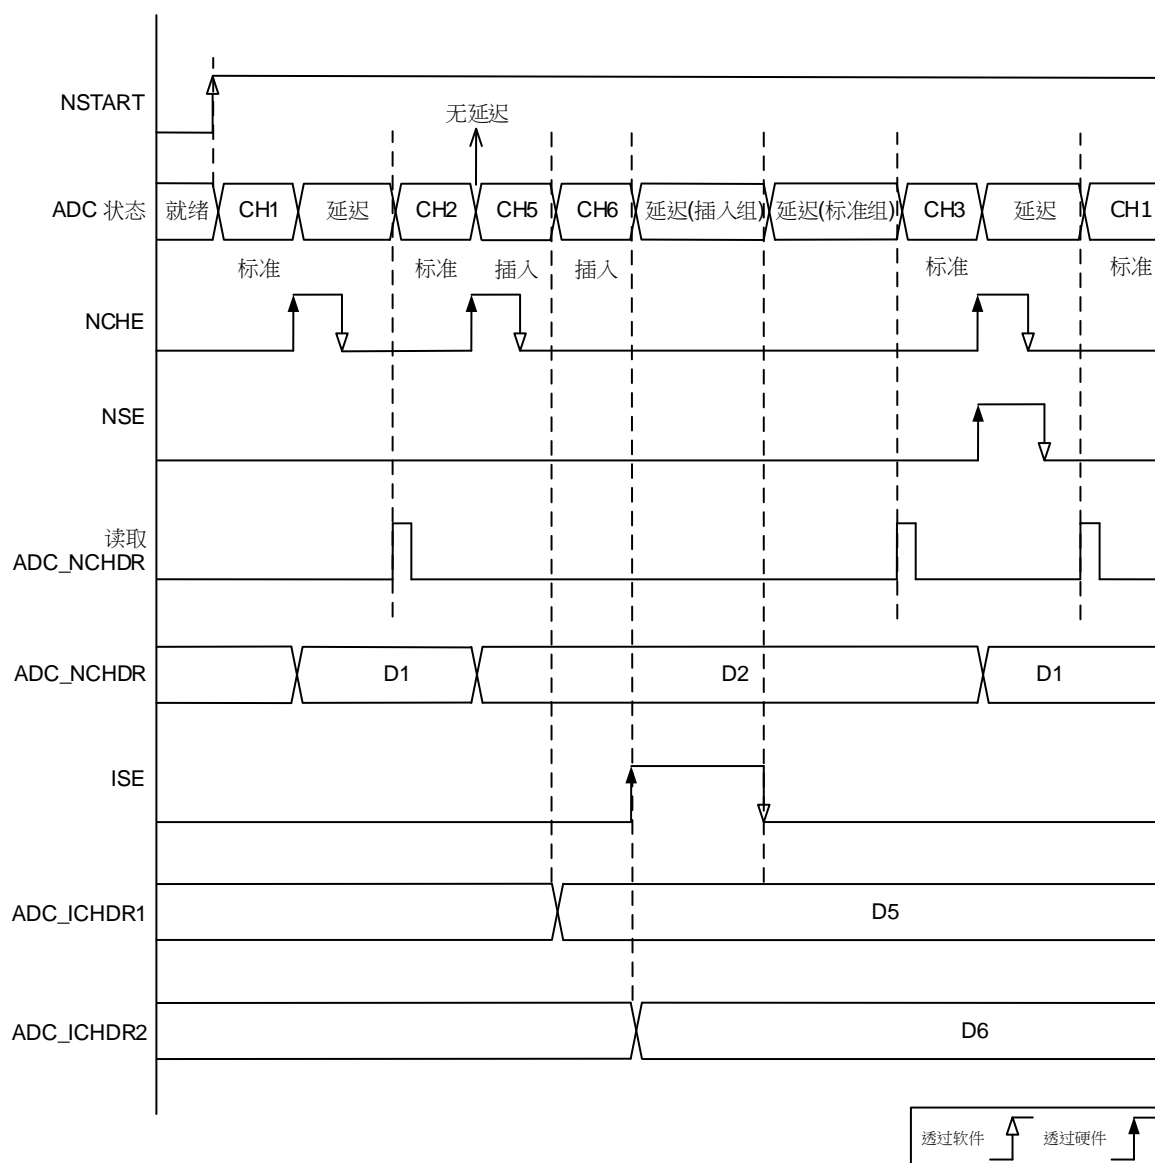 NSTART
无延迟
ADC 状态
就绪 CH1 延迟 CH2 CH5 CH6 延迟(插入组) 延迟(标准组) CH3 延迟 CH1
标准 标准 插入 插入 标准 标准
NCHE
NSE
读取
ADC_NCHDR
ADC_NCHDR D1 D2 D1
ISE
ADC_ICHDR1 D5
ADC_ICHDR2 D6
透过软件 透过硬件